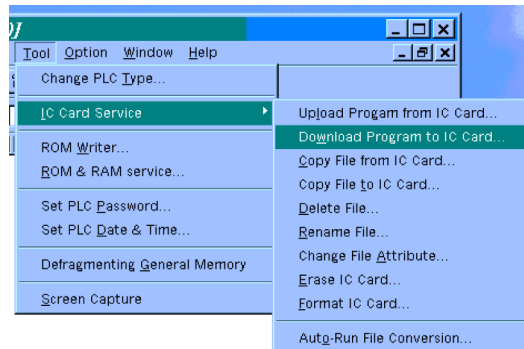 Tool Option Window Help
Change PLC Type...
IC Card Service
ROM Writer...
ROM & RAM service...
Set PLC Password...
Set PLC Date & Time...
Defragmenting General Memory
Screen Capture
Upload Progam from IC Card...
Download Program to IC Card...
Copy File from IC Card...
Copy File to IC Card...
Delete File...
Rename File...
Change File Attribute...
Erase IC Card...
Format IC Card...
Auto-Run File Conversion...